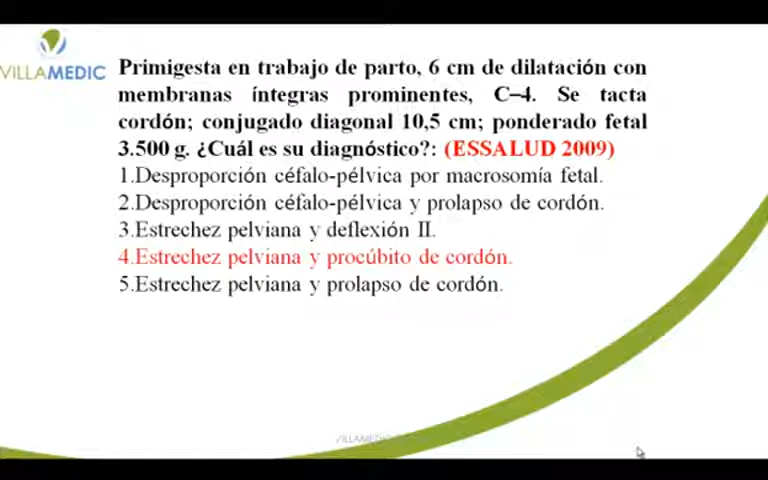 VILLAMEDIC
Primigesta en trabajo de parto, 6 cm de dilatación con
membranas íntegras prominentes, C–4. Se tacta
cordón; conjugado diagonal 10,5 cm; ponderado fetal
3.500 g. ¿Cuál es su diagnóstico?: (ESSALUD 2009)
1.Desproporción céfalo-pélvica por macrosomía fetal.
2.Desproporción céfalo-pélvica y prolapso de cordón.
3.Estrechez pelviana y deflexión II.
4.Estrechez pelviana y procúbito de cordón.
5.Estrechez pelviana y prolapso de cordón.